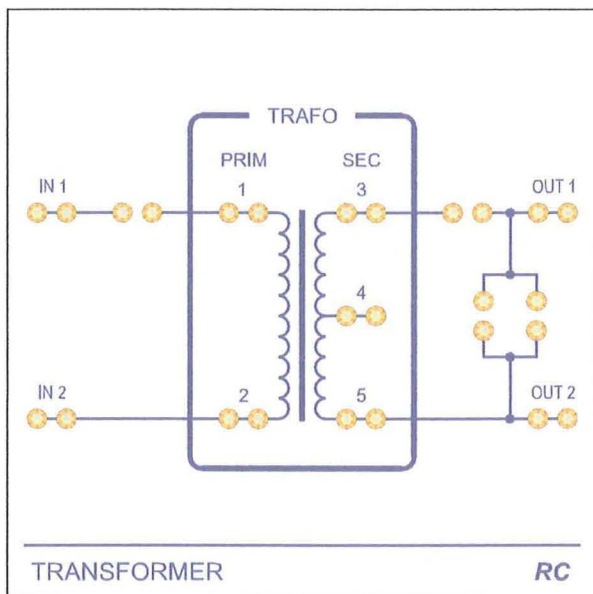 TRAFO
PRIM SEC
IN 1 1 3 OUT 1
4
IN 2 2 5 OUT 2
TRANSFORMER RC